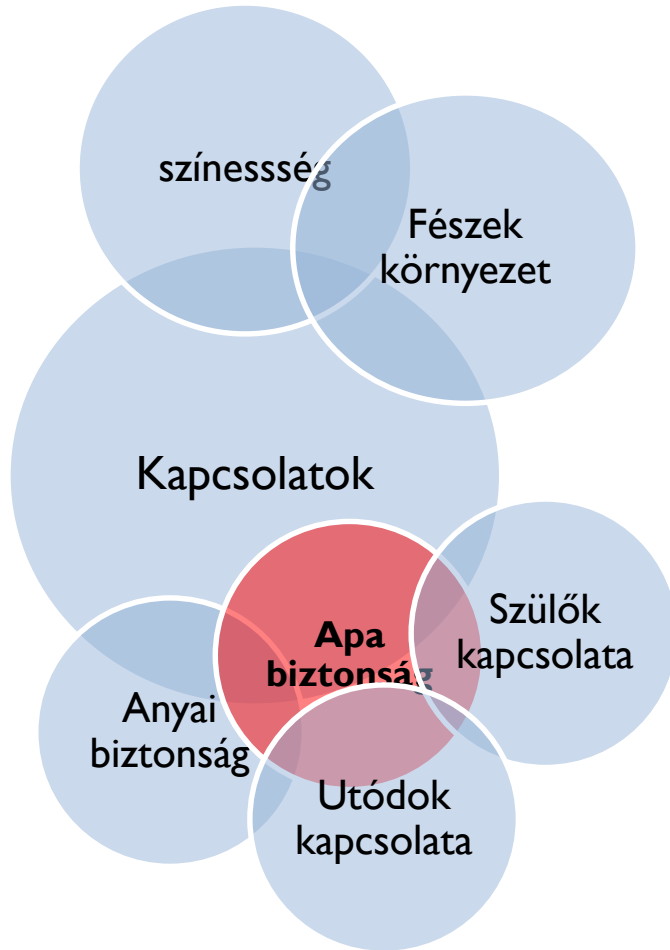 színessség
Fészek
környezet
Kapcsolatok
Apa
biztonság
Szülők
kapcsolata
Anyai
biztonság
Utódok
kapcsolata